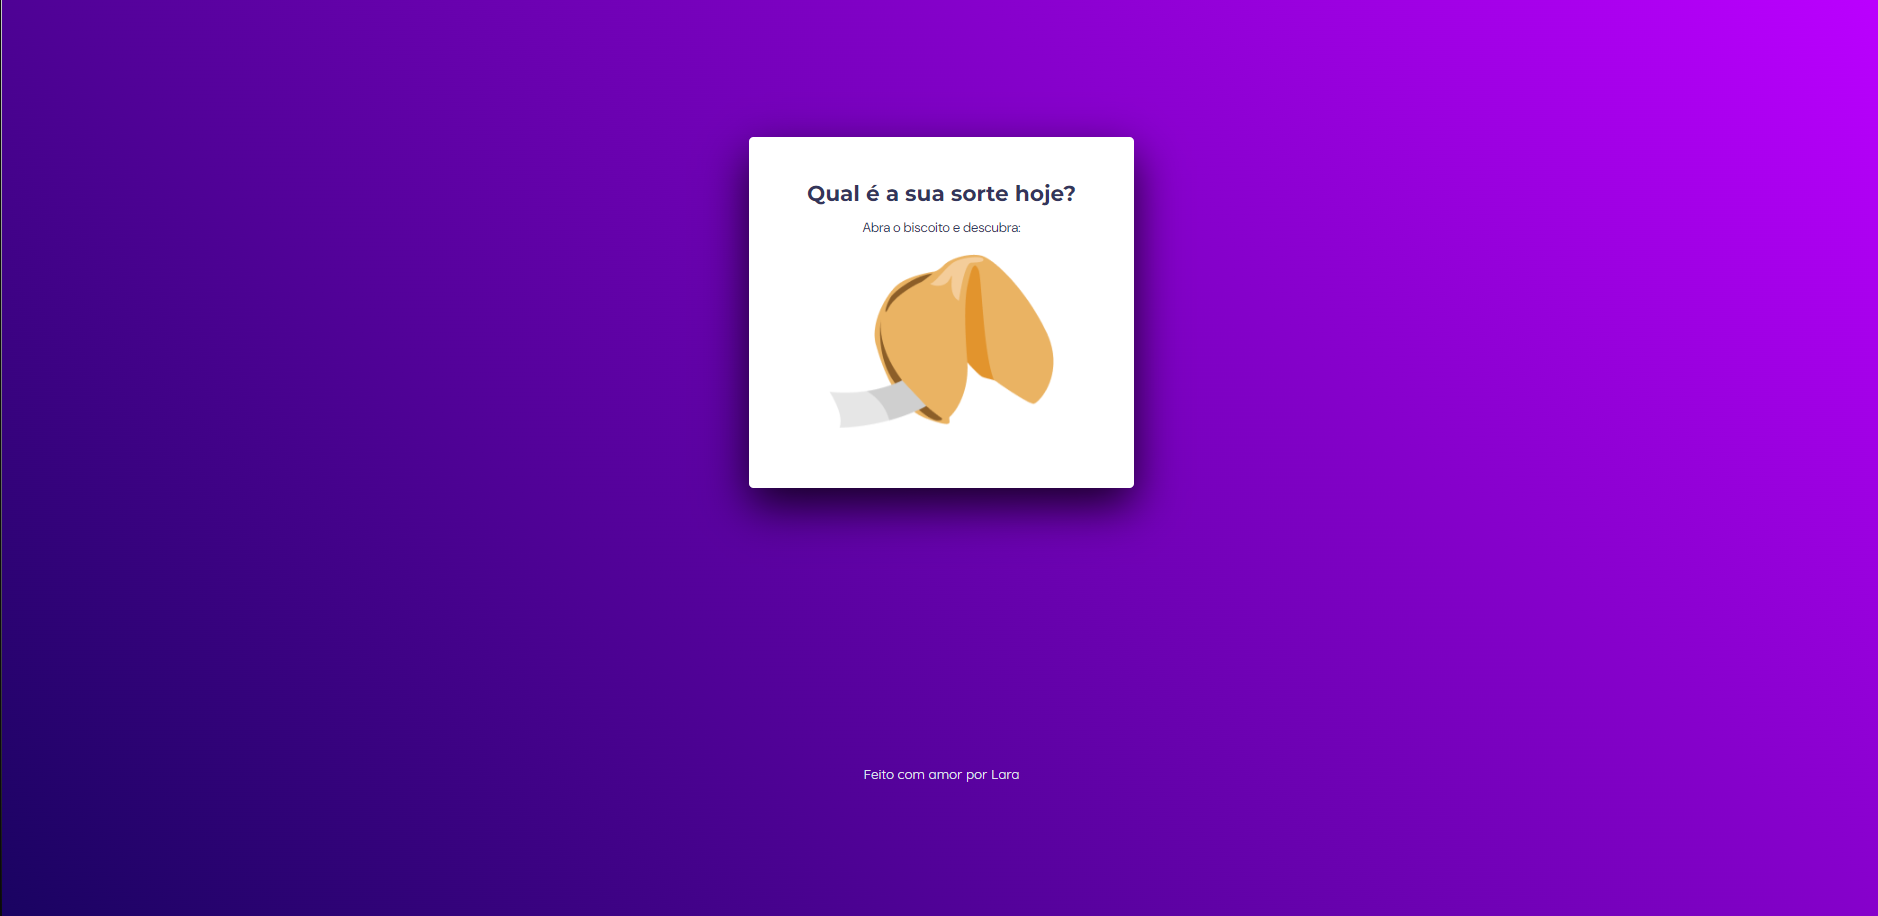 Qual é a sua sorte hoje?
Abra o biscoito e descubra:
Feito com amor por Lara